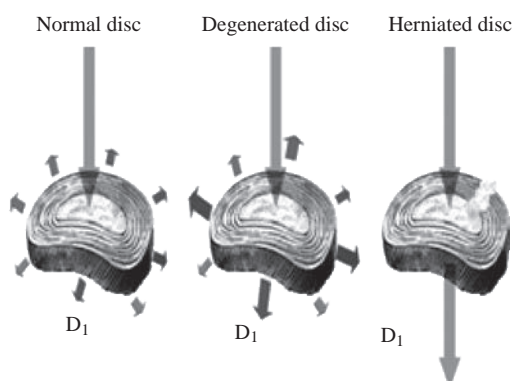 Normal disc
Degenerated disc
Herniated disc
D₁
D₁
D₁